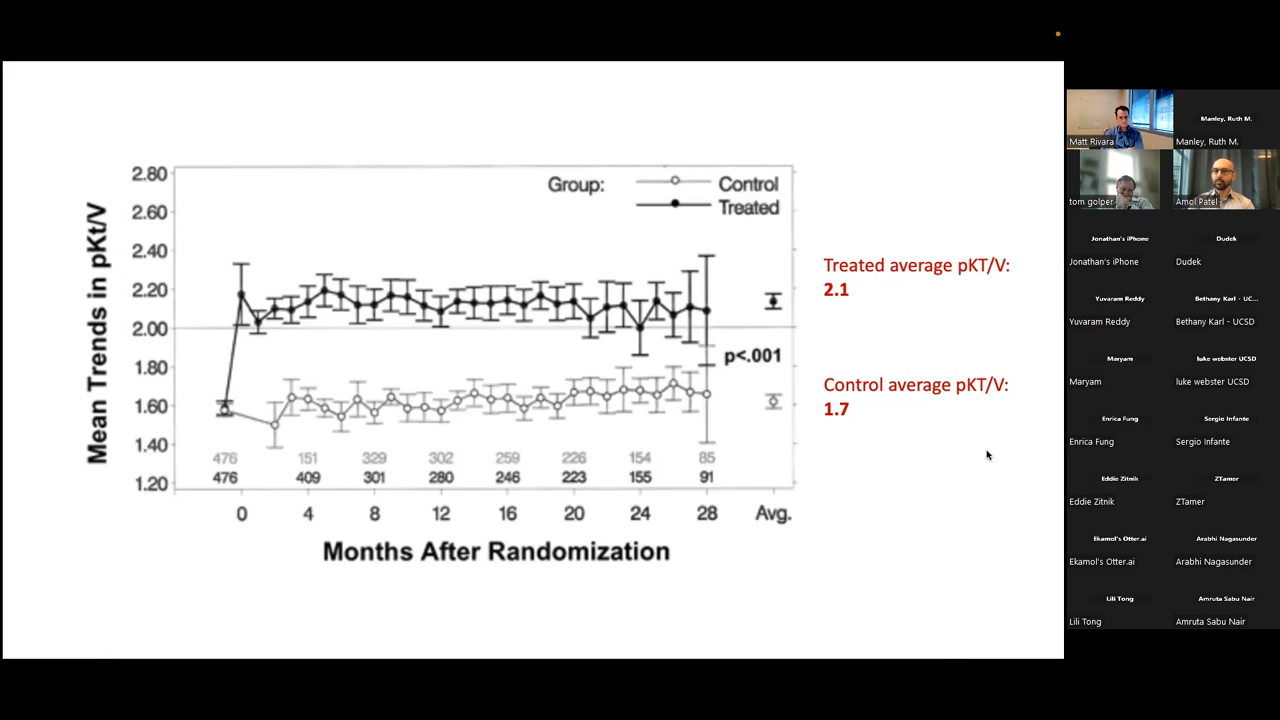 Group:
Control
Treated
2.80
2.60
2.40
2.20
2.00
1.80
1.60
1.40
1.20
Mean Trends in pKt/V
p<.001
476 151 329 302 259 226 154 85
476 409 301 280 246 223 155 91
0 4 8 12 16 20 24 28 Avg.
Months After Randomization
Treated average pKT/V:
2.1
Control average pKT/V:
1.7
Matt Rivara
Manley, Ruth M.
Manley, Ruth M.
tom golper
Amol Patel
Jonathan's iPhone
Dudek
Jonathan's iPhone
Dudek
Yuvaram Reddy
Bethany Karl - UC...
Yuvaram Reddy
Bethany Karl - UCSD
Maryam
luke webster UCSD
Maryam
luke webster UCSD
Enrica Fung
Sergio Infante
Enrica Fung
Sergio Infante
Eddie Zitnik
ZTamer
Eddie Zitnik
ZTamer
Ekamol's Otter.ai
Arabhi Nagasunder
Ekamol's Otter.ai
Arabhi Nagasunder
Lili Tong
Amruta Sabu Nair
Lili Tong
Amruta Sabu Nair